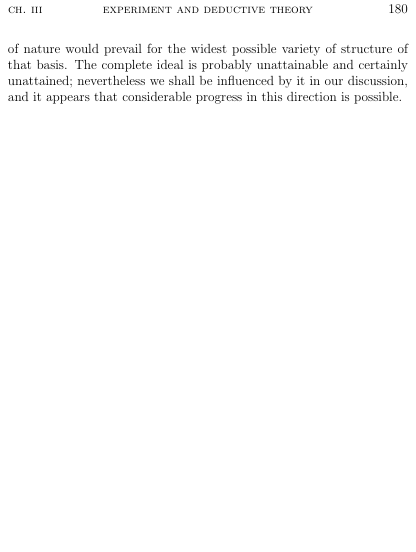 CH. III EXPERIMENT AND DEDUCTIVE THEORY 180
of nature would prevail for the widest possible variety of structure of
that basis. The complete ideal is probably unattainable and certainly
unattained; nevertheless we shall be influenced by it in our discussion,
and it appears that considerable progress in this direction is possible.